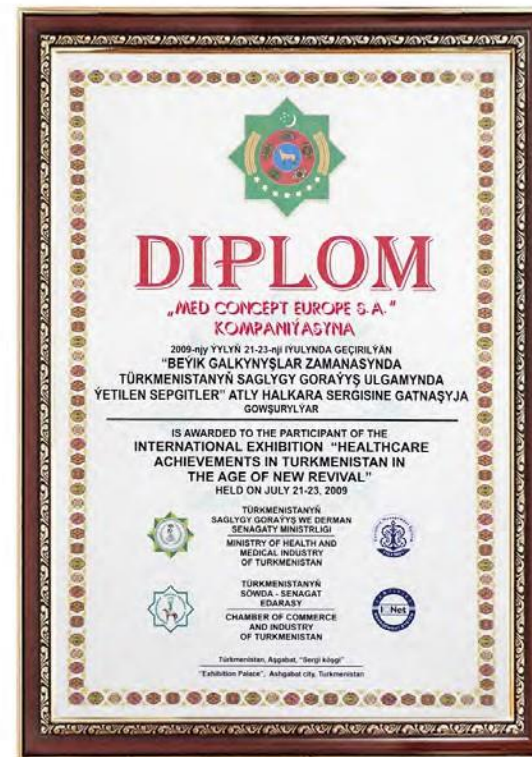 DIPLOM
„MED CONCEPT EUROPE S.A.”
KOMPANIÝASYNA
2009-njy ÝYLYŇ 21-23-nji IÝULYNDA GEÇIRILÝÄN
“BEÝIK GALKYNYŞLAR ZAMANASYNDA
TÜRKMENISTANYŇ SAGLYGY GORAÝYŞ ULGAMYNDA
ÝETILEN SEPGITLER” ATLY HALKARA SERGISINE GATNAŞYJA
GOWŞURYLÝAR
IS AWARDED TO THE PARTICIPANT OF THE
INTERNATIONAL EXHIBITION “HEALTHCARE
ACHIEVEMENTS IN TURKMENISTAN IN
THE AGE OF NEW REVIVAL”
HELD ON JULY 21-23, 2009
TÜRKMENISTANYŇ
SAGLYGY GORAÝYŞ WE DERMAN
SENAGATY MINISTRLIGI
MINISTRY OF HEALTH AND
MEDICAL INDUSTRY
OF TURKMENISTAN
TÜRKMENISTANYŇ
SÖWDA - SENAGAT
EDARASY
CHAMBER OF COMMERCE
AND INDUSTRY
OF TURKMENISTAN
IQNet
Türkmenistan, Aşgabat, “Sergi köşgi”
“Exhibition Palace”, Ashgabat city, Turkmenistan